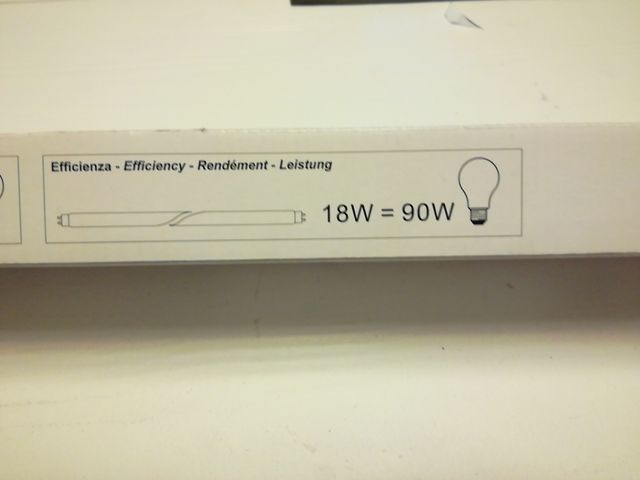 Efficienza - Efficiency - Rendément - Leistung
18W = 90W